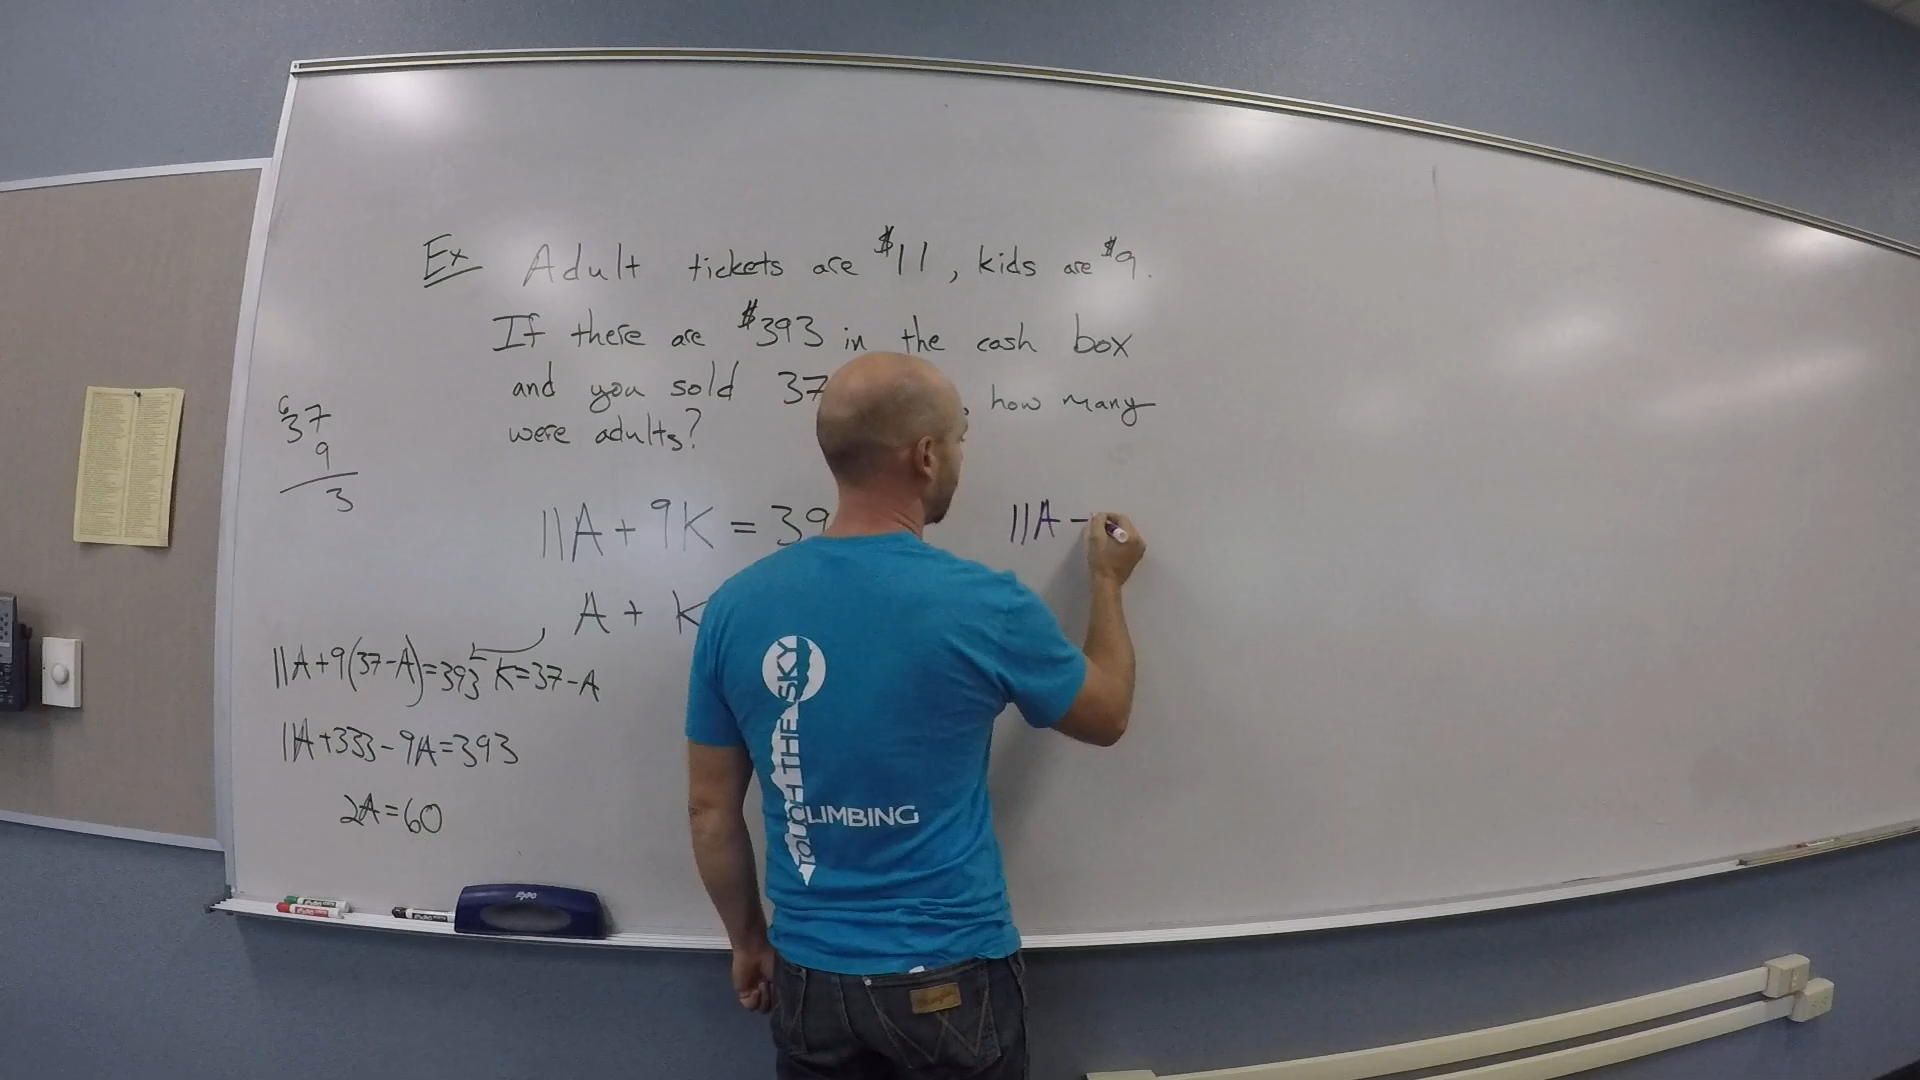 Ex Adult tickets are $11, kids are $9.
If there are $393 in the cash box
and you sold 37 , how many
were adults?
6
37
9
3
11A + 9K = 39
A + K
11A+9(37-A)=393 K=37-A
11A+333-9A=393
2A=60
11A -
TOUCH THE SKY
CLIMBING
EXPO